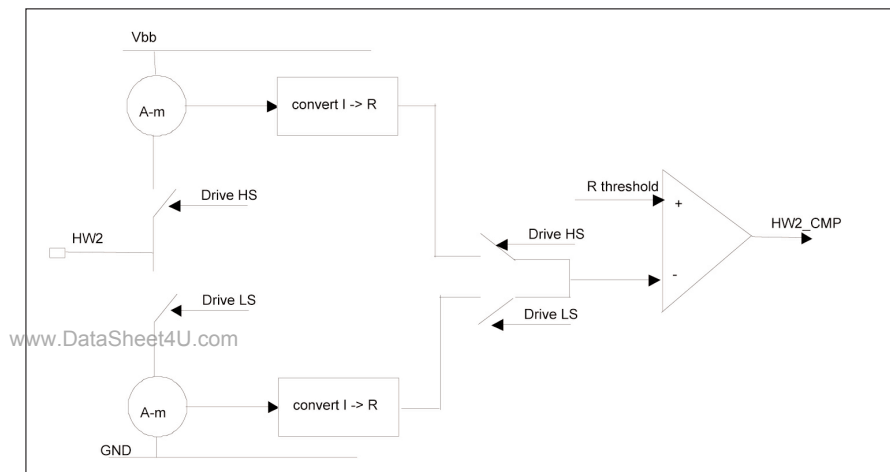 Vbb
A-m
convert I -> R
Drive HS
HW2
R threshold
+
HW2_CMP
Drive HS
-
Drive LS
Drive LS
www.DataSheet4U.com
A-m
convert I -> R
GND